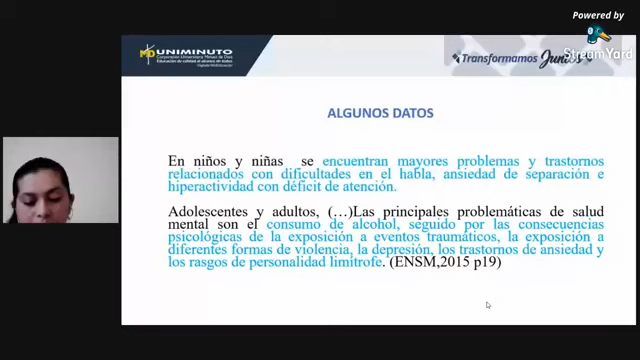 Powered by
StreamYard
UNIMINUTO
Corporación Universitaria Minuto de Dios
Educación de calidad al alcance de todos
Transformamos Juntos
ALGUNOS DATOS
En niños y niñas se encuentran mayores problemas y trastornos
relacionados con dificultades en el habla, ansiedad de separación e
hiperactividad con déficit de atención.
Adolescentes y adultos, (…)Las principales problemáticas de salud
mental son el consumo de alcohol, seguido por las consecuencias
psicológicas de la exposición a eventos traumáticos, la exposición a
diferentes formas de violencia, la depresión, los trastornos de ansiedad y
los rasgos de personalidad limítrofe. (ENSM,2015 p19)